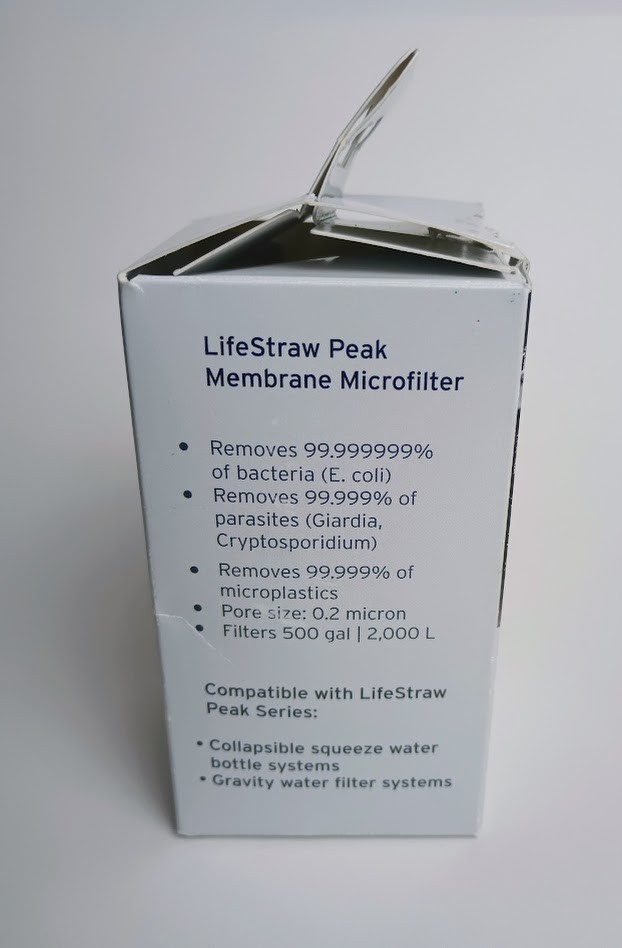 LifeStraw Peak
Membrane Microfilter
• Removes 99.999999%
of bacteria (E. coli)
• Removes 99.999% of
parasites (Giardia,
Cryptosporidium)
• Removes 99.999% of
microplastics
• Pore size: 0.2 micron
• Filters 500 gal | 2,000 L
Compatible with LifeStraw
Peak Series:
• Collapsible squeeze water
bottle systems
• Gravity water filter systems